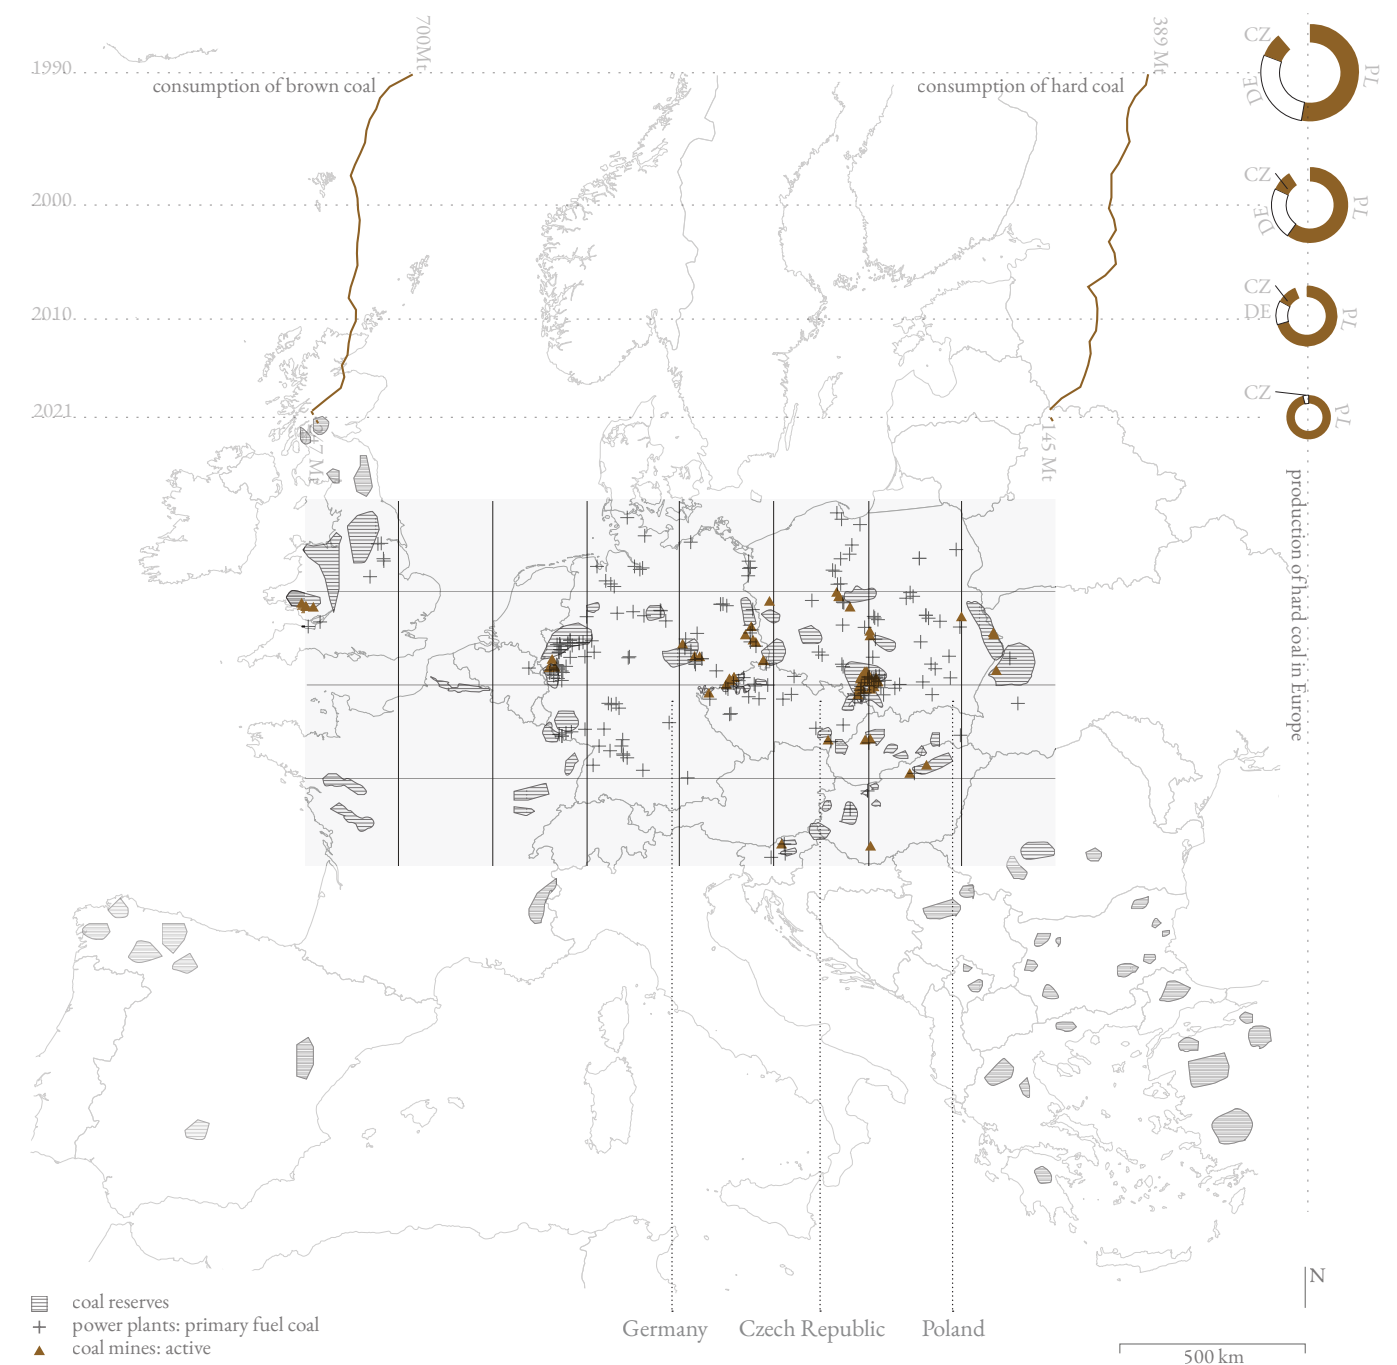 700Mt
389 Mt
CZ
PL
DE
1990
consumption of brown coal
consumption of hard coal
CZ
PL
DE
2000
CZ
DE
PL
2010
CZ
PL
2021
Mt
145 Mt
production of hard coal in Europe
N
coal reserves
power plants: primary fuel coal
coal mines: active
Germany
Czech Republic
Poland
500 km